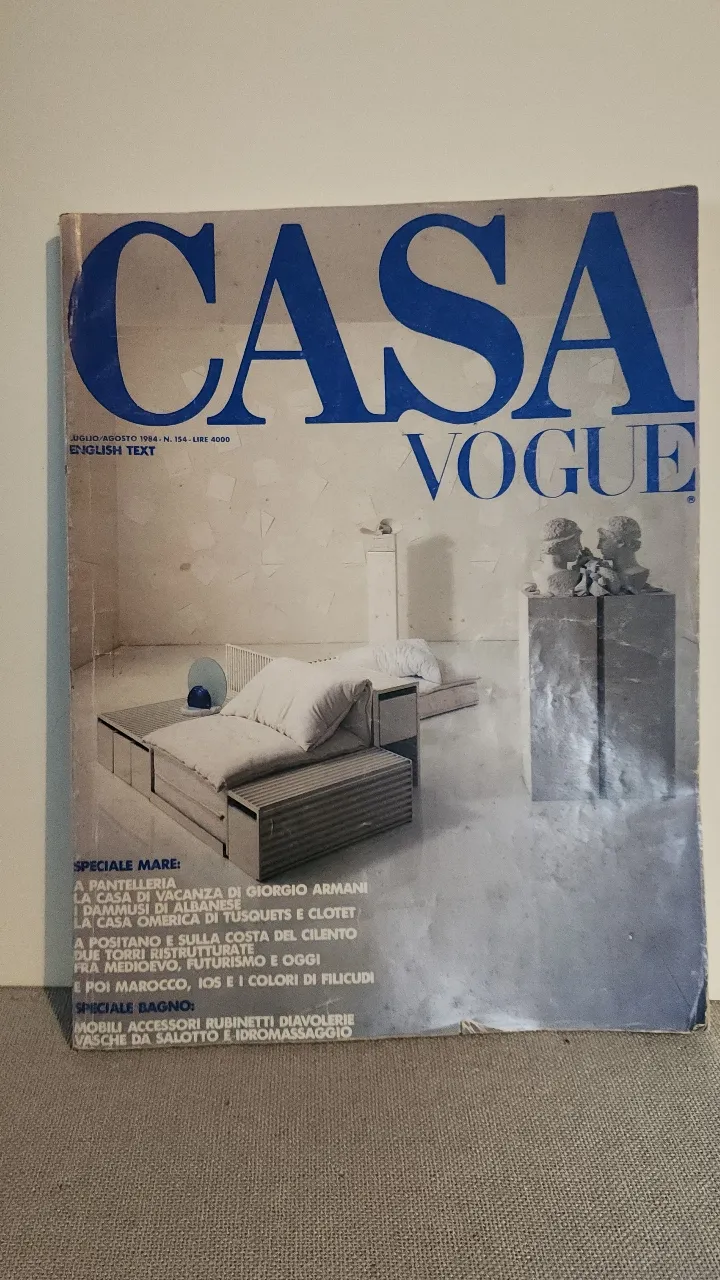 CASA
VOGUE
®
LUGLIO/AGOSTO 1984 - N. 154 - LIRE 4000
ENGLISH TEXT
SPECIALE MARE:
A PANTELLERIA
LA CASA DI VACANZA DI GIORGIO ARMANI
I DAMMUSI DI ALBANESE
LA CASA OMERICA DI TUSQUETS E CLOTET
A POSITANO E SULLA COSTA DEL CILENTO
DUE TORRI RISTRUTTURATE
FRA MEDIOEVO, FUTURISMO E OGGI
E POI MAROCCO, IOS E I COLORI DI FILICUDI
SPECIALE BAGNO:
MOBILI ACCESSORI RUBINETTI DIAVOLERIE
VASCHE DA SALOTTO E IDROMASSAGGIO